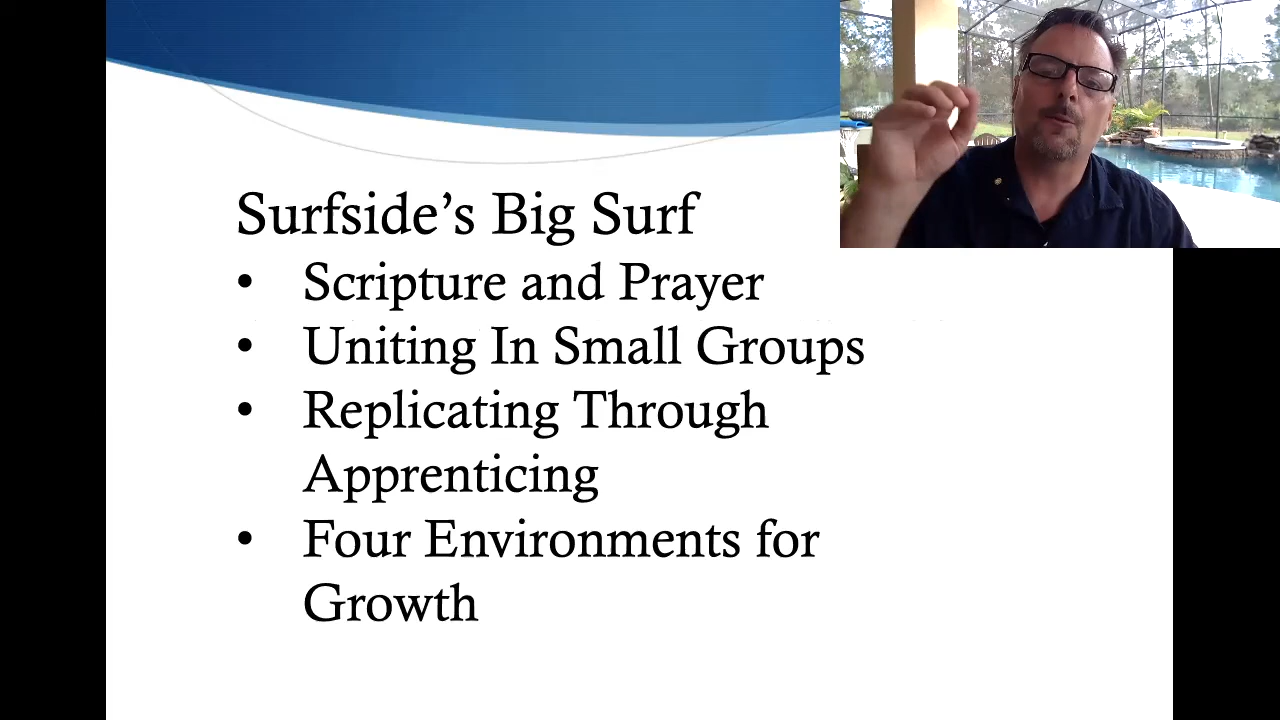 Surfside's Big Surf
• Scripture and Prayer
• Uniting In Small Groups
• Replicating Through
Apprenticing
• Four Environments for
Growth